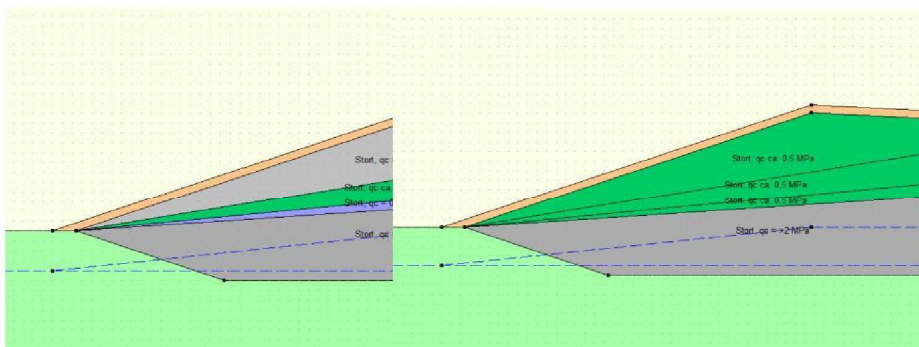 Stort, qc
Stort, qc ca.
Stort, qc = 0
Stort, qc
Stort, qc ca. 0,5 MPa
Stort, qc ca. 0,5 MPa
Stort, qc ca. 0,5 MPa
Stort, qc =→2 MPa